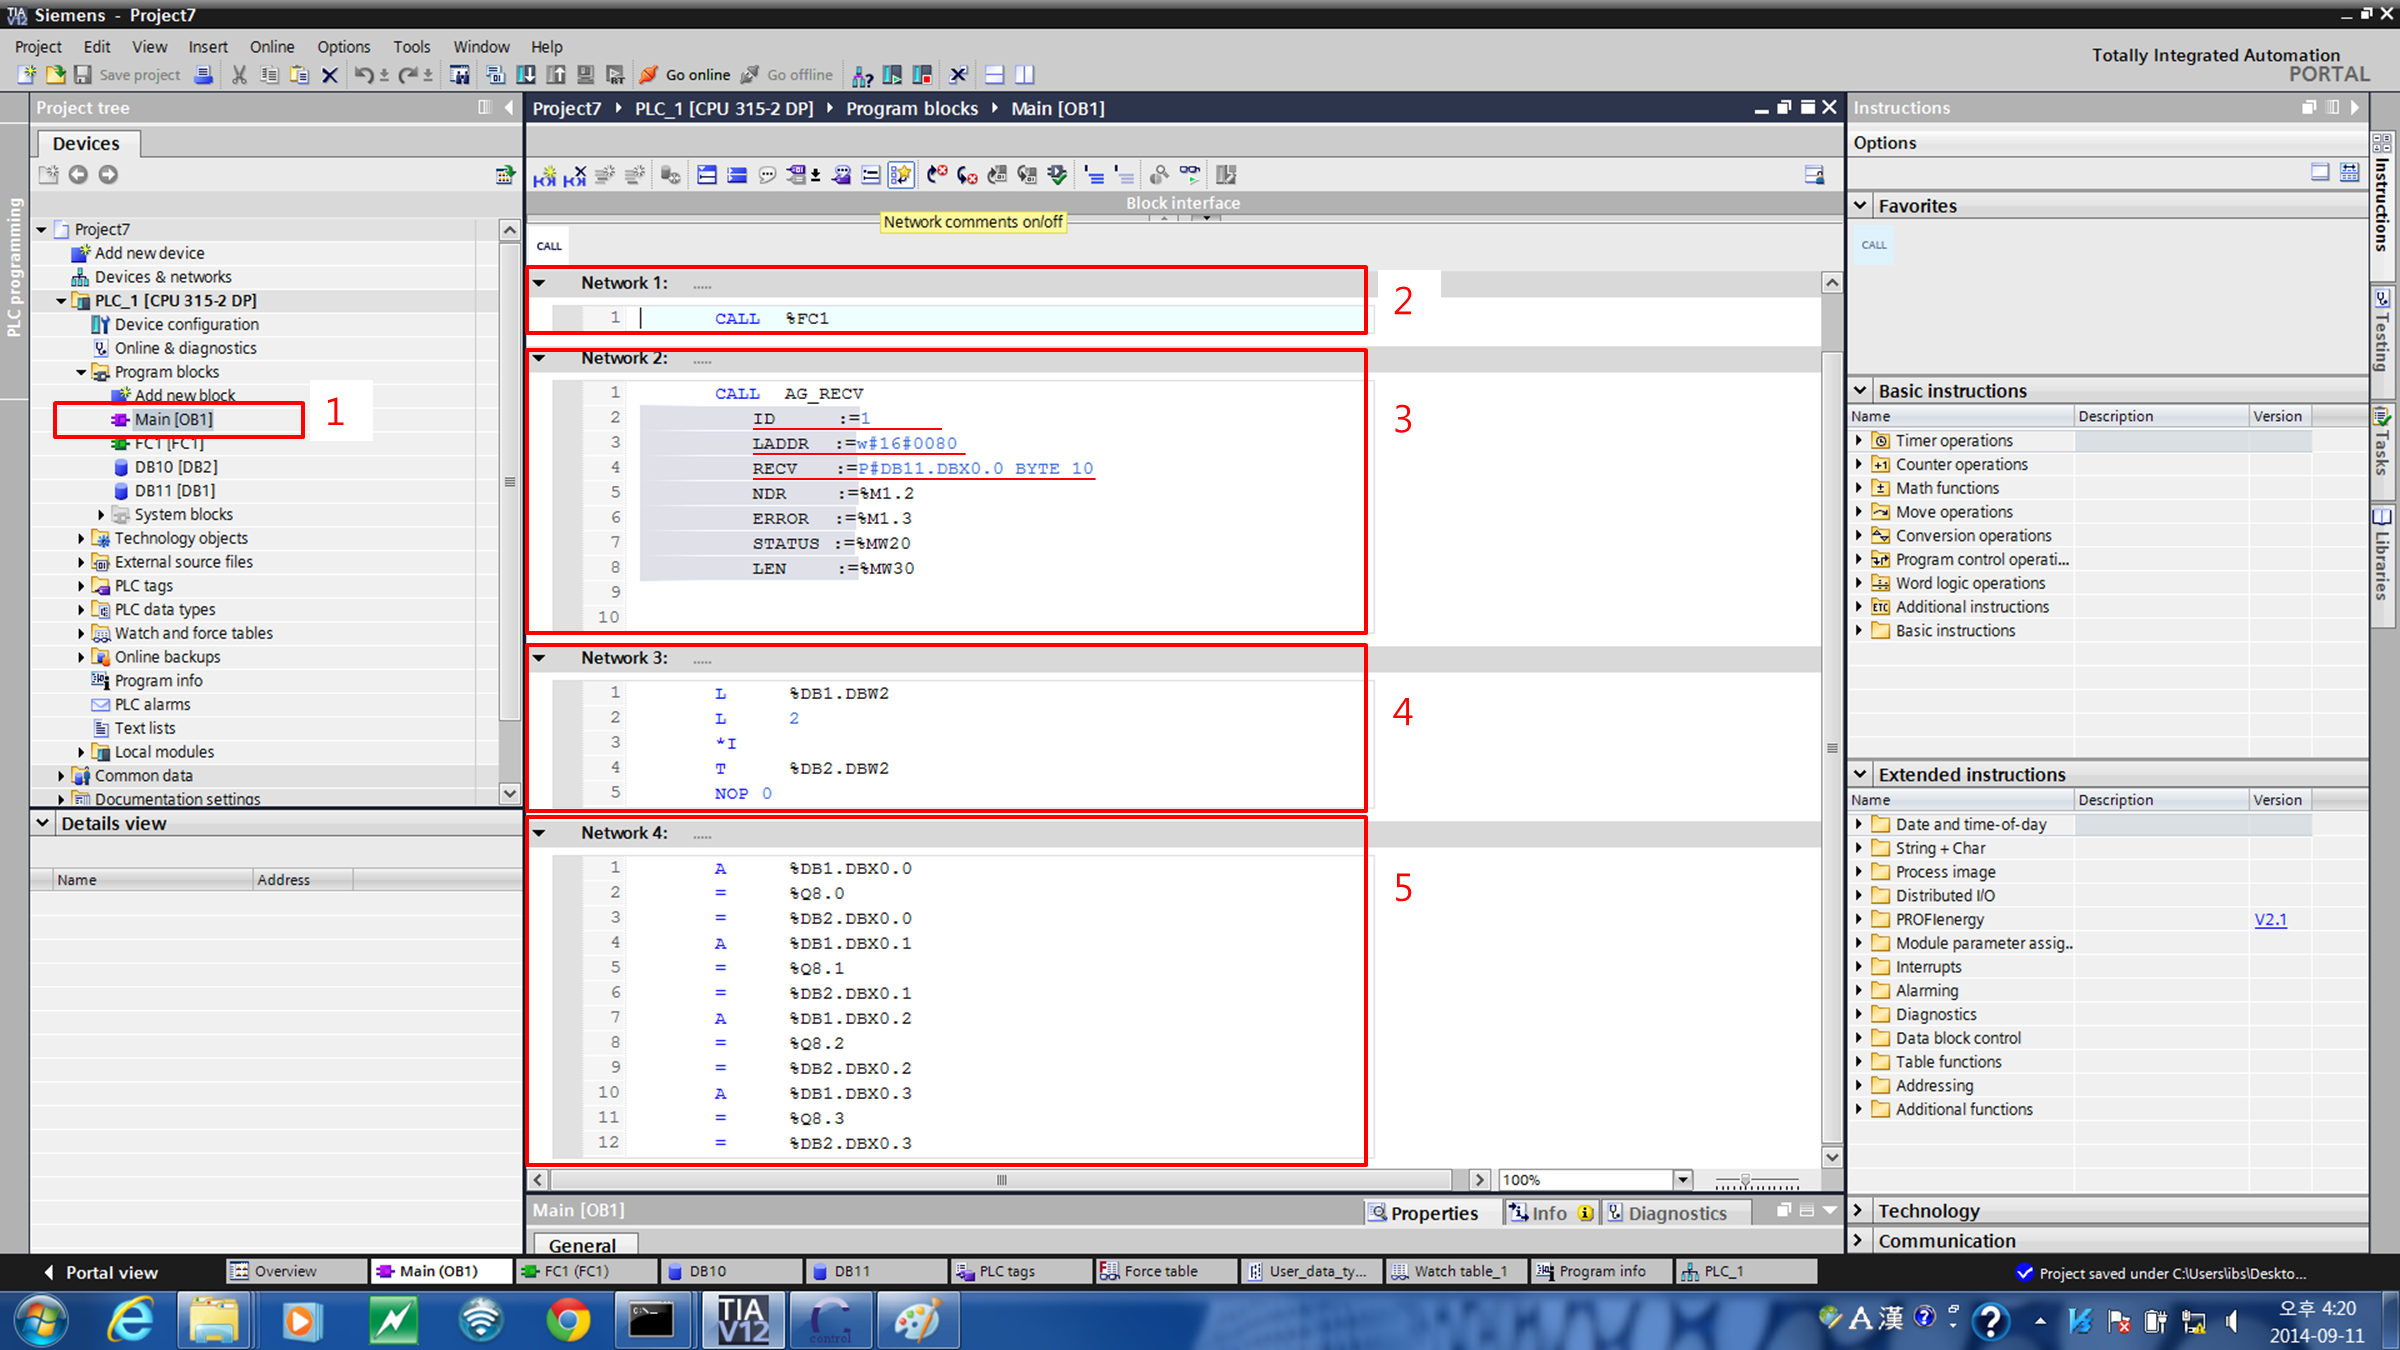 Siemens - Project7
Project Edit View Insert Online Options Tools Window Help
Totally Integrated Automation
PORTAL
Save project Go online Go offline
Project tree
Project7 PLC_1 [CPU 315-2 DP] Program blocks Main [OB1]
Instructions
Devices
Options
PLC programming
Block interface
Network comments on/off
CALL
Project7
Add new device
Devices & networks
PLC_1 [CPU 315-2 DP]
Device configuration
Online & diagnostics
Program blocks
Add new block
Main [OB1]
FC1 [FC1]
DB10 [DB2]
DB11 [DB1]
System blocks
Technology objects
External source files
PLC tags
PLC data types
Watch and force tables
Online backups
Program info
PLC alarms
Text lists
Local modules
Common data
Documentation settings
1
Details view
Name Address
Network 1: .....
1 CALL %FC1
2
Network 2: .....
1 CALL AG_RECV
2 ID :=1
3 LADDR :=w#16#0080
4 RECV :=P#DB11.DBX0.0 BYTE 10
5 NDR :=%M1.2
6 ERROR :=%M1.3
7 STATUS :=%MW20
8 LEN :=%MW30
9
10
3
Network 3: .....
1 L %DB1.DBW2
2 L 2
3 *I
4 T %DB2.DBW2
5 NOP 0
4
Network 4: .....
1 A %DB1.DBX0.0
2 = %Q8.0
3 = %DB2.DBX0.0
4 A %DB1.DBX0.1
5 = %Q8.1
6 = %DB2.DBX0.1
7 A %DB1.DBX0.2
8 = %Q8.2
9 = %DB2.DBX0.2
10 A %DB1.DBX0.3
11 = %Q8.3
12 = %DB2.DBX0.3
5
100%
Main [OB1]
Properties Info Diagnostics
General
Favorites
CALL
Basic instructions
Name Description Version
Timer operations
Counter operations
Math functions
Move operations
Conversion operations
Program control operati...
Word logic operations
Additional instructions
Basic instructions
Extended instructions
Name Description Version
Date and time-of-day
String + Char
Process image
Distributed I/O
PROFIenergy V2.1
Module parameter assig..
Interrupts
Alarming
Diagnostics
Data block control
Table functions
Addressing
Additional functions
Technology
Communication
Instructions
Testing
Tasks
Libraries
Portal view Overview Main (OB1) FC1 (FC1) DB10 DB11 PLC tags Force table User_data_ty... Watch table_1 Program info PLC_1
Project saved under C:\Users\ibs\Deskto...
TIA
V12
control
A 漢
오후 4:20
2014-09-11